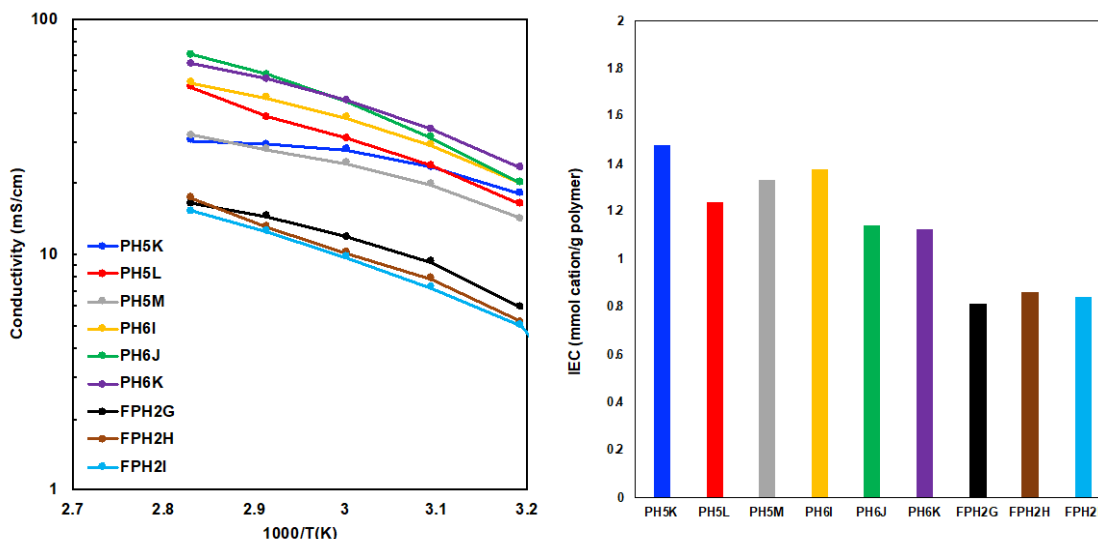 100
10
1
Conductivity (mS/cm)
PH5K
PH5L
PH5M
PH6I
PH6J
PH6K
FPH2G
FPH2H
FPH2I
2.7 2.8 2.9 3 3.1 3.2
1000/T(K)
2
1.8
1.6
1.4
1.2
1
0.8
0.6
0.4
0.2
0
IEC (mmol cation/g polymer)
PH5K PH5L PH5M PH6I PH6J PH6K FPH2G FPH2H FPH2